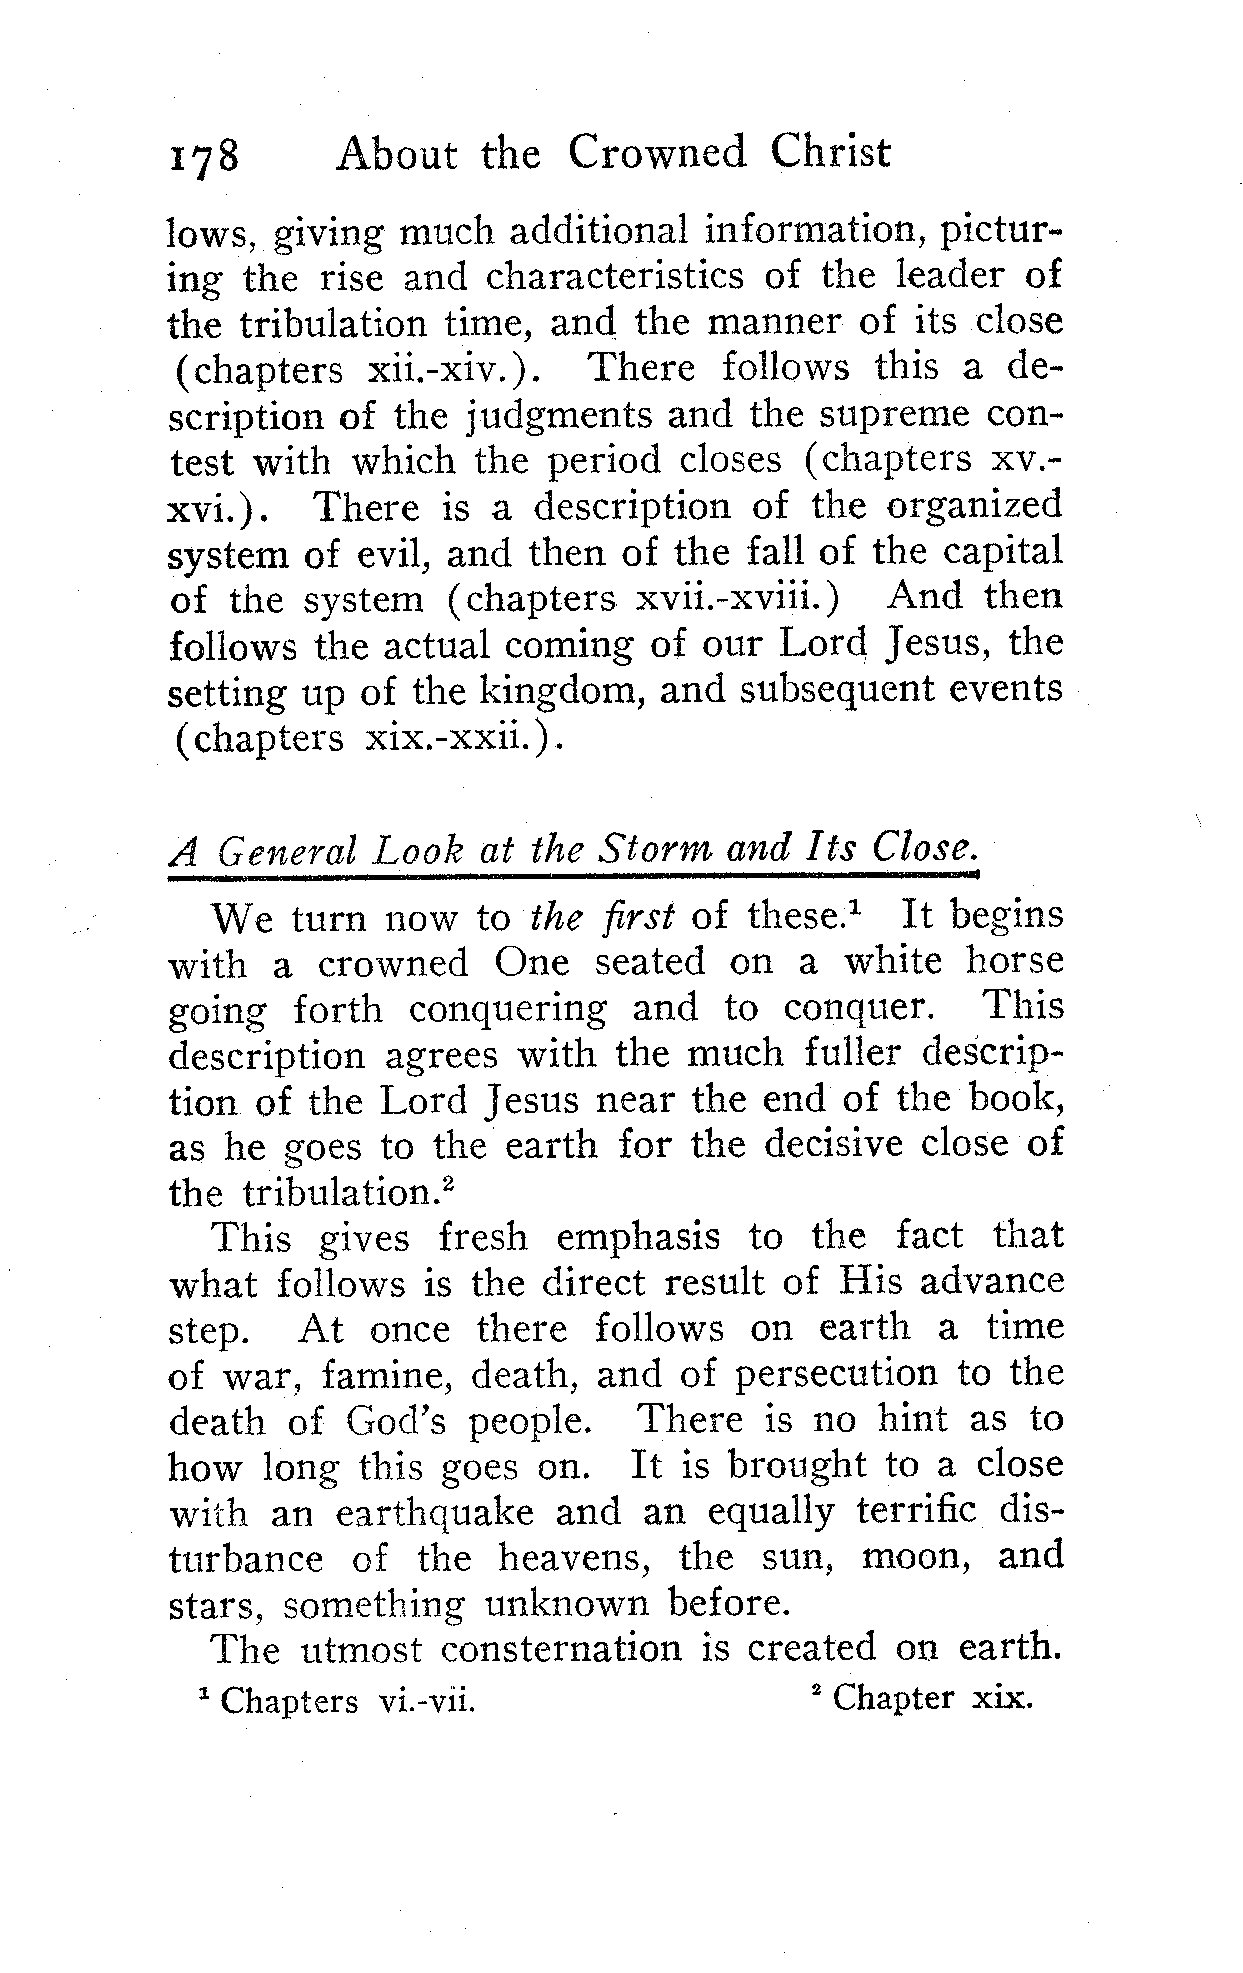 178 About the Crowned Christ
lows, giving much additional information, pictur-
ing the rise and characteristics of the leader of
the tribulation time, and the manner of its close
(chapters xii.-xiv.). There follows this a de-
scription of the judgments and the supreme con-
test with which the period closes (chapters xv.-
xvi.). There is a description of the organized
system of evil, and then of the fall of the capital
of the system (chapters xvii.-xviii.) And then
follows the actual coming of our Lord Jesus, the
setting up of the kingdom, and subsequent events
(chapters xix.-xxii.).
A General Look at the Storm and Its Close.
We turn now to the first of these.¹ It begins
with a crowned One seated on a white horse
going forth conquering and to conquer. This
description agrees with the much fuller descrip-
tion of the Lord Jesus near the end of the book,
as he goes to the earth for the decisive close of
the tribulation.²
This gives fresh emphasis to the fact that
what follows is the direct result of His advance
step. At once there follows on earth a time
of war, famine, death, and of persecution to the
death of God's people. There is no hint as to
how long this goes on. It is brought to a close
with an earthquake and an equally terrific dis-
turbance of the heavens, the sun, moon, and
stars, something unknown before.
The utmost consternation is created on earth.
¹ Chapters vi.-vii. ² Chapter xix.